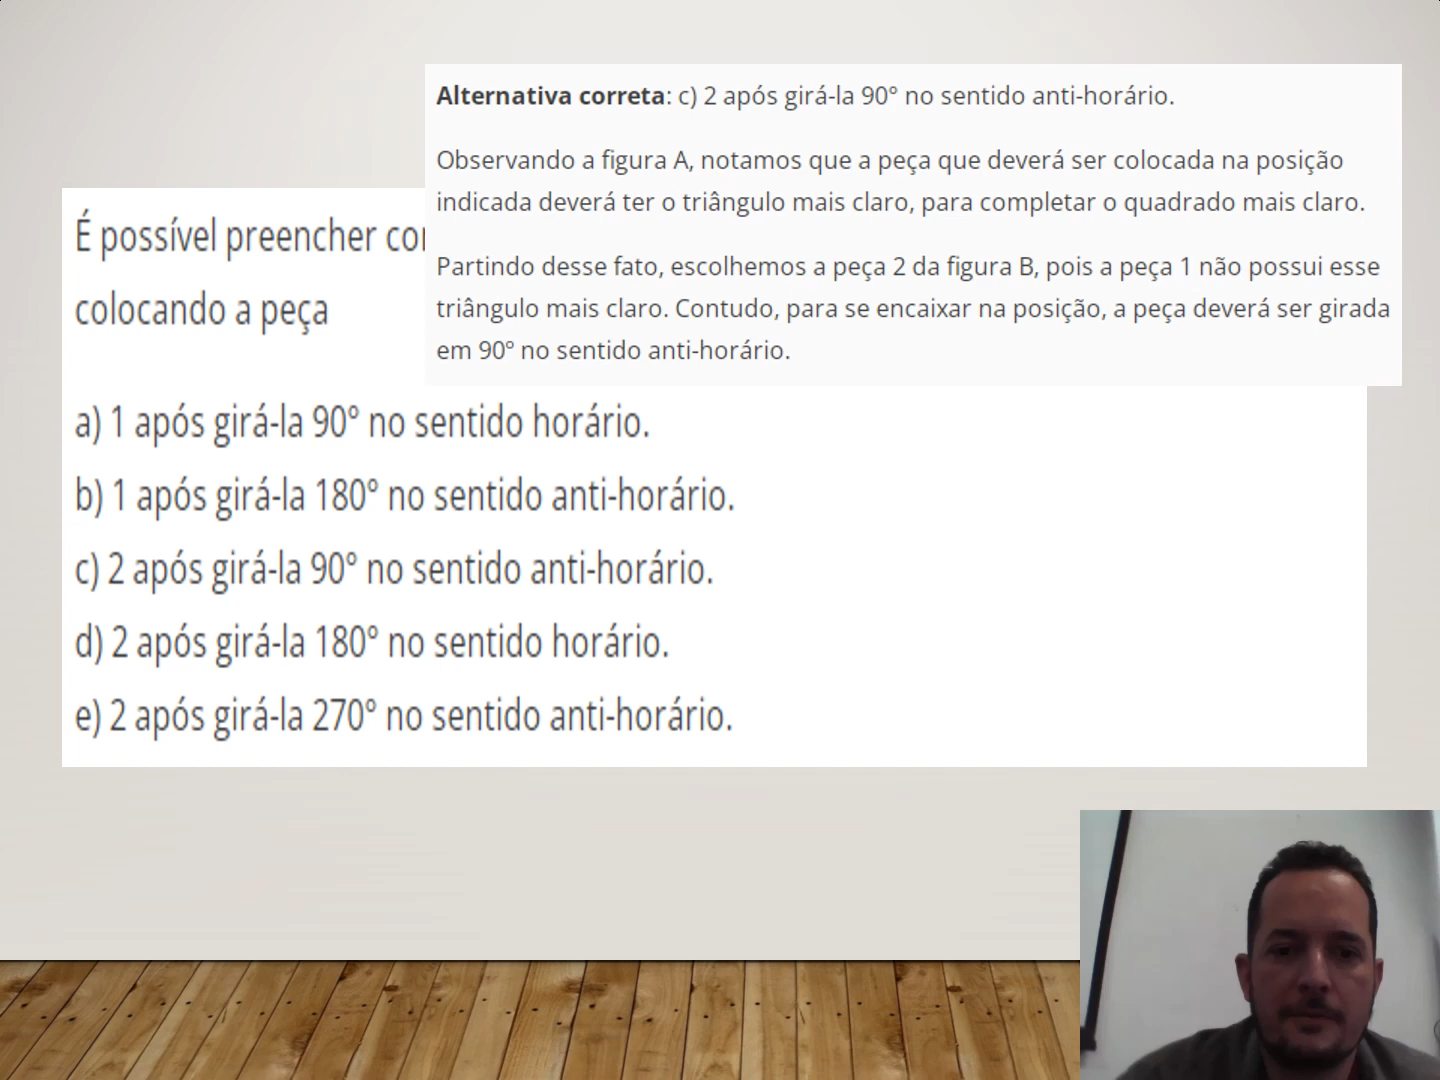 Alternativa correta: c) 2 após girá-la 90° no sentido anti-horário.
Observando a figura A, notamos que a peça que deverá ser colocada na posição
indicada deverá ter o triângulo mais claro, para completar o quadrado mais claro.
Partindo desse fato, escolhemos a peça 2 da figura B, pois a peça 1 não possui esse
triângulo mais claro. Contudo, para se encaixar na posição, a peça deverá ser girada
em 90º no sentido anti-horário.
É possível preencher
colocando a peça
a) 1 após girá-la 90° no sentido horário.
b) 1 após girá-la 180° no sentido anti-horário.
c) 2 após girá-la 90° no sentido anti-horário.
d) 2 após girá-la 180° no sentido horário.
e) 2 após girá-la 270° no sentido anti-horário.